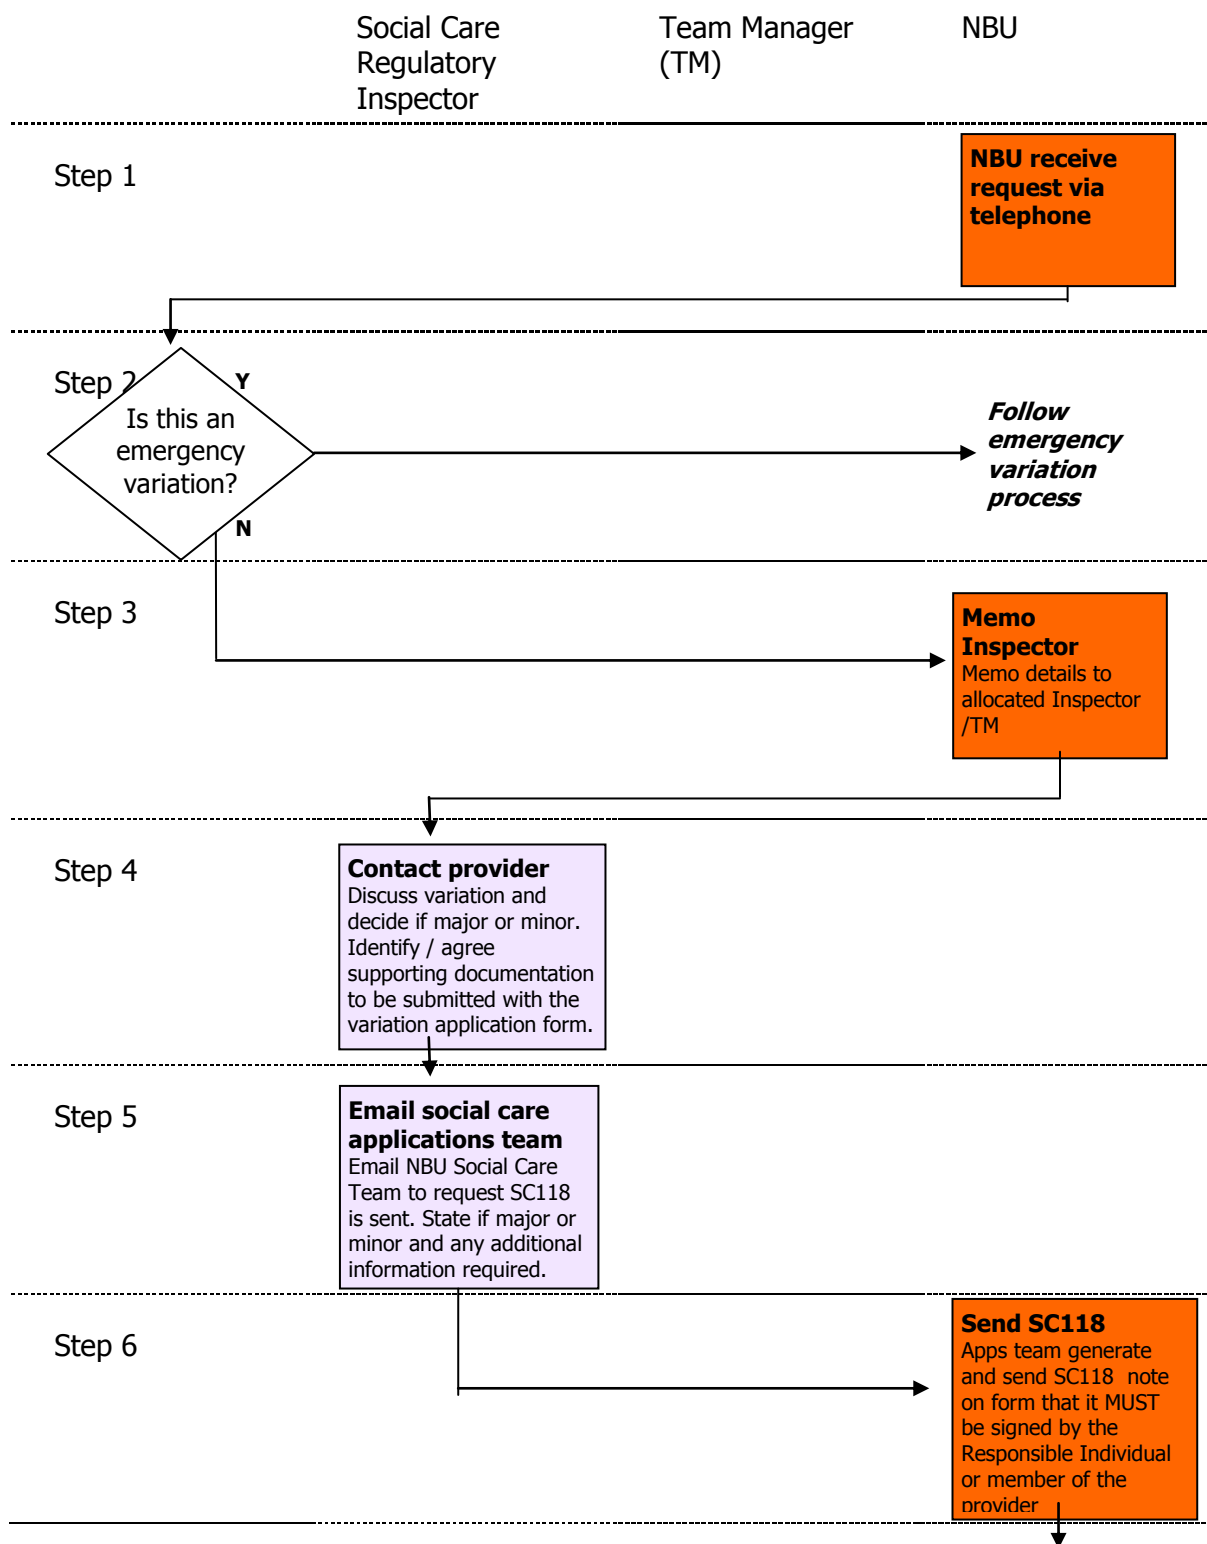 Social Care
Regulatory
Inspector
Team Manager
(TM)
NBU
Step 1
NBU receive
request via
telephone
Step 2
Y
Is this an
emergency
variation?
N
Follow
emergency
variation
process
Step 3
Memo
Inspector
Memo details to
allocated Inspector
/TM
Step 4
Contact provider
Discuss variation and
decide if major or minor.
Identify / agree
supporting documentation
to be submitted with the
variation application form.
Step 5
Email social care
applications team
Email NBU Social Care
Team to request SC118
is sent. State if major or
minor and any additional
information required.
Step 6
Send SC118
Apps team generate
and send SC118  note
on form that it MUST
be signed by the
Responsible Individual
or member of the
provider